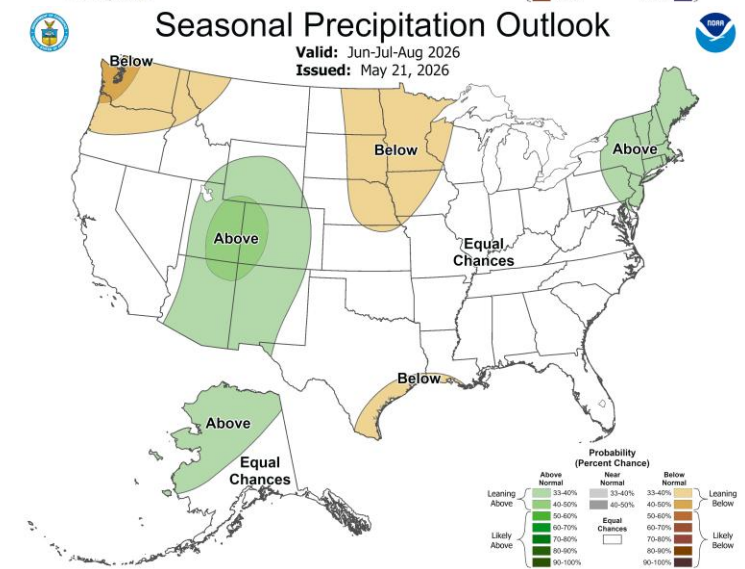 Seasonal Precipitation Outlook
Valid: Jun-Jul-Aug 2026
Issued: May 21, 2026
NOAA
Below
Below
Above
Above
Equal
Chances
Below
Above
Equal
Chances
Probability
(Percent Chance)
Above
Normal
Near
Normal
Below
Normal
Leaning
Above
33-40%
33-40%
33-40%
Leaning
Below
40-50%
40-50%
40-50%
50-60%
Equal
Chances
50-60%
Likely
Above
60-70%
60-70%
Likely
Below
70-80%
70-80%
80-90%
80-90%
90-100%
90-100%